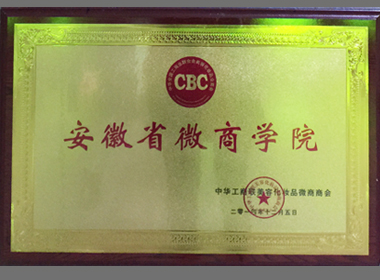 CBC
安徽省微商学院
中华工商联美容化妆品微商商会
二零一四年十二月五日